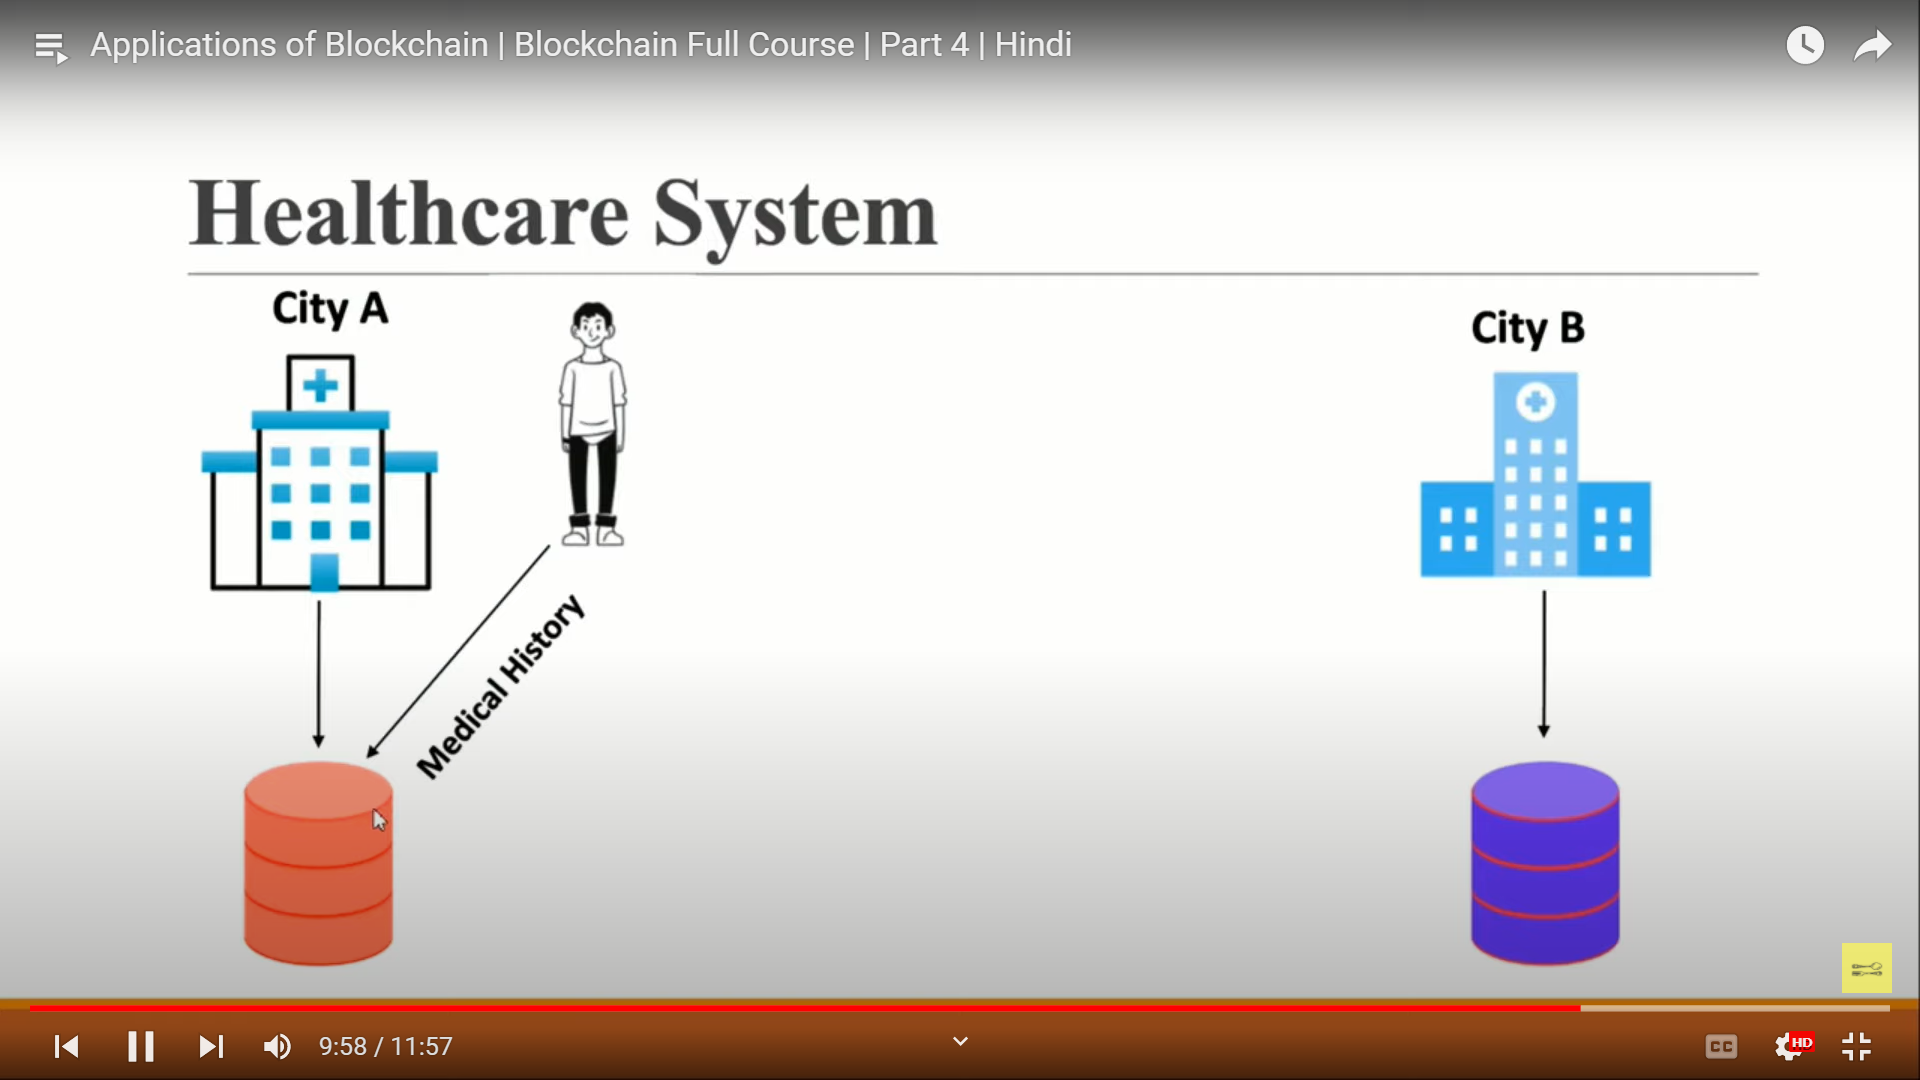 Applications of Blockchain | Blockchain Full Course | Part 4 | Hindi
Healthcare System
City A
City B
Medical History
9:58 / 11:57
CC
HD